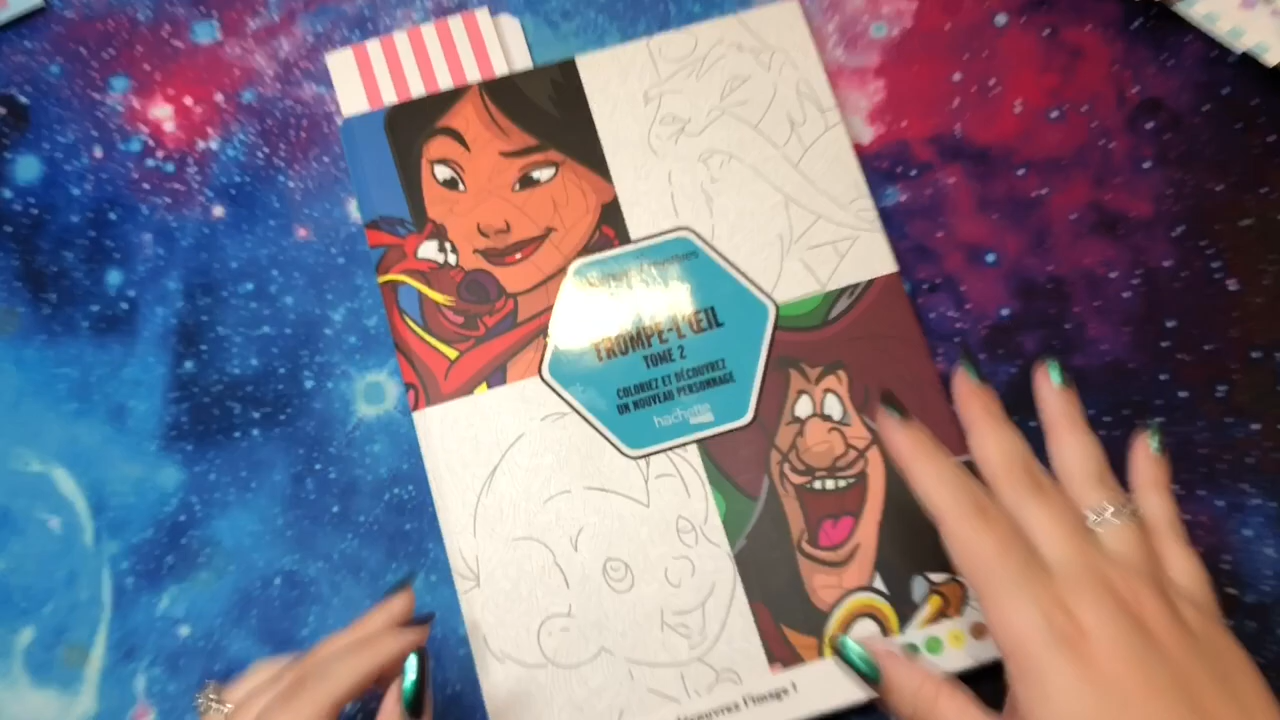 TROMPE-L'ŒIL
TOME 2
COLORIEZ ET DÉCOUVREZ
UN NOUVEAU PERSONNAGE
hachette
découvrez l'image !